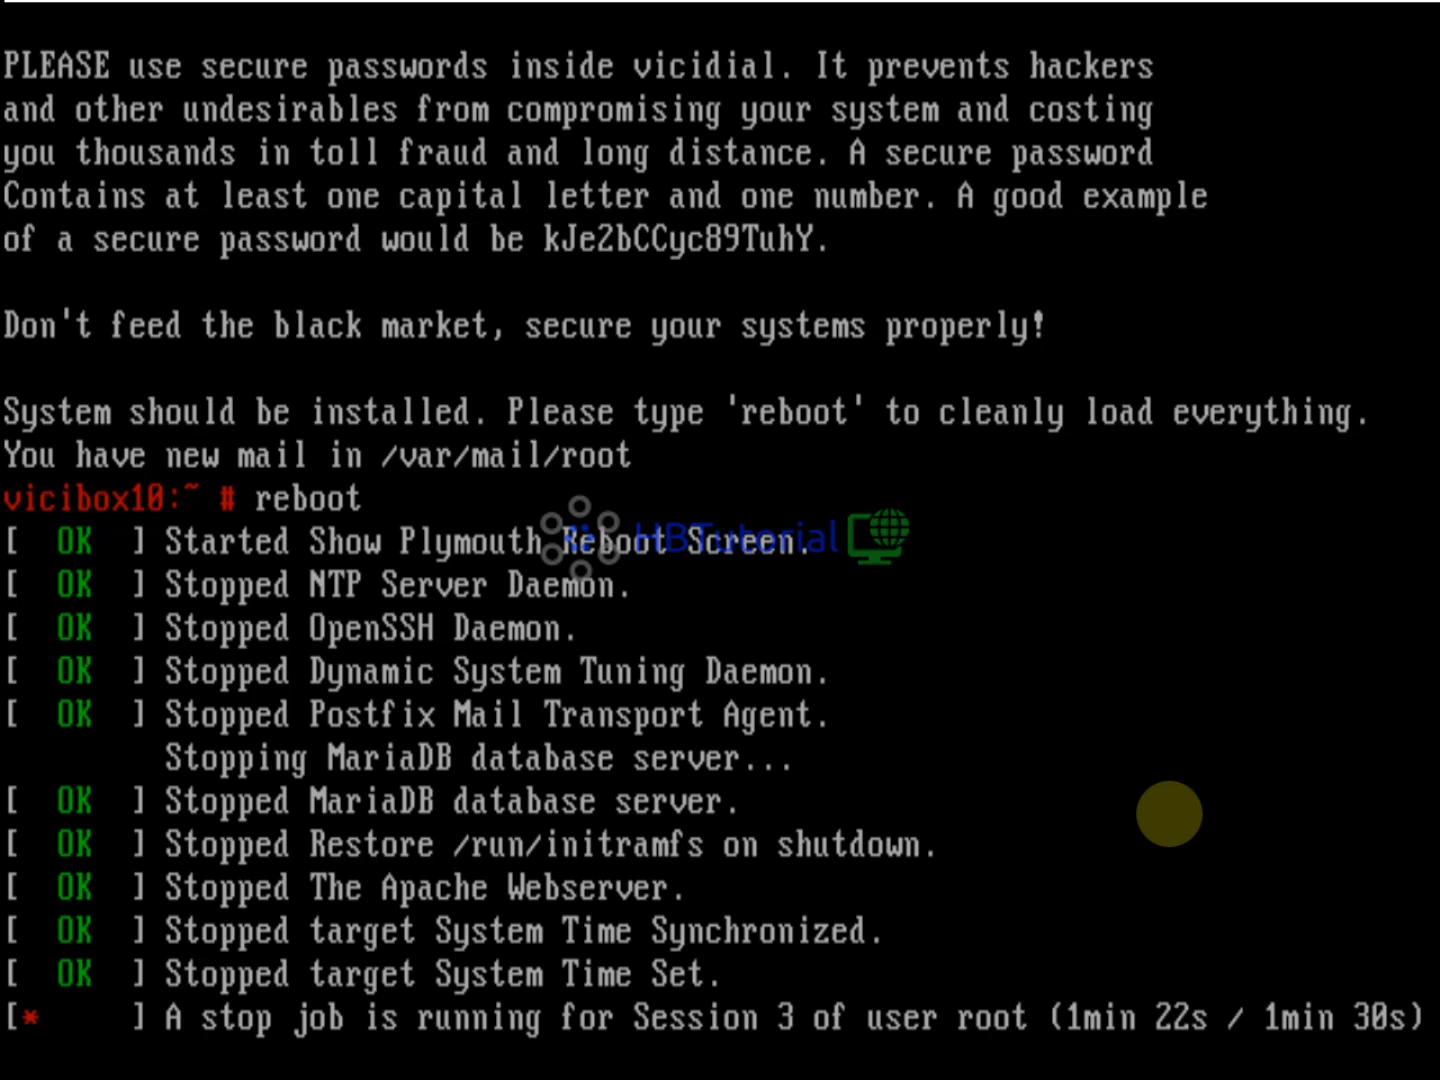 PLEASE use secure passwords inside vicidial. It prevents hackers
and other undesirables from compromising your system and costing
you thousands in toll fraud and long distance. A secure password
Contains at least one capital letter and one number. A good example
of a secure password would be kJe2bCCyc89TuhY.
Don't feed the black market, secure your systems properly!
System should be installed. Please type 'reboot' to cleanly load everything.
You have new mail in /var/mail/root
vicibox10:~ # reboot
[  OK  ] Started Show Plymouth Reboot Screen.
HBTutorial
[  OK  ] Stopped NTP Server Daemon.
[  OK  ] Stopped OpenSSH Daemon.
[  OK  ] Stopped Dynamic System Tuning Daemon.
[  OK  ] Stopped Postfix Mail Transport Agent.
Stopping MariaDB database server...
[  OK  ] Stopped MariaDB database server.
[  OK  ] Stopped Restore /run/initramfs on shutdown.
[  OK  ] Stopped The Apache Webserver.
[  OK  ] Stopped target System Time Synchronized.
[  OK  ] Stopped target System Time Set.
[*     ] A stop job is running for Session 3 of user root (1min 22s / 1min 30s)